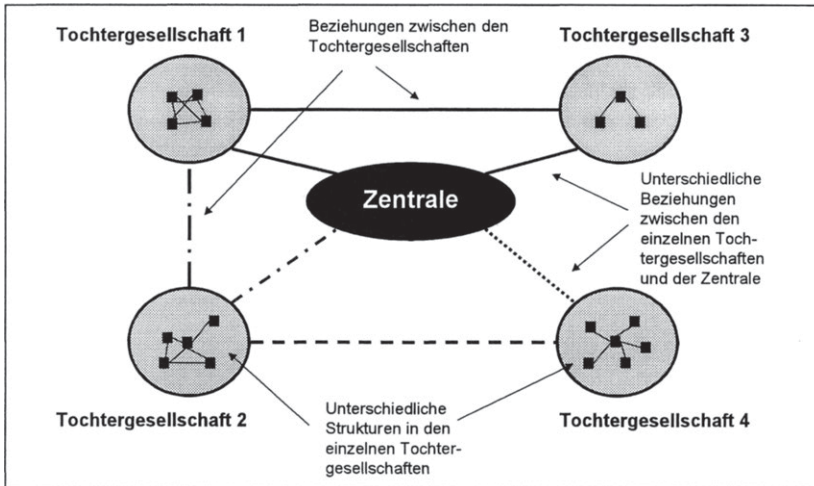 Tochtergesellschaft 1
Beziehungen zwischen den
Tochtergesellschaften
Tochtergesellschaft 3
Zentrale
Unterschiedliche
Beziehungen
zwischen den
einzelnen Toch-
tergesellschaften
und der Zentrale
Tochtergesellschaft 2
Unterschiedliche
Strukturen in den
einzelnen Tochter-
gesellschaften
Tochtergesellschaft 4